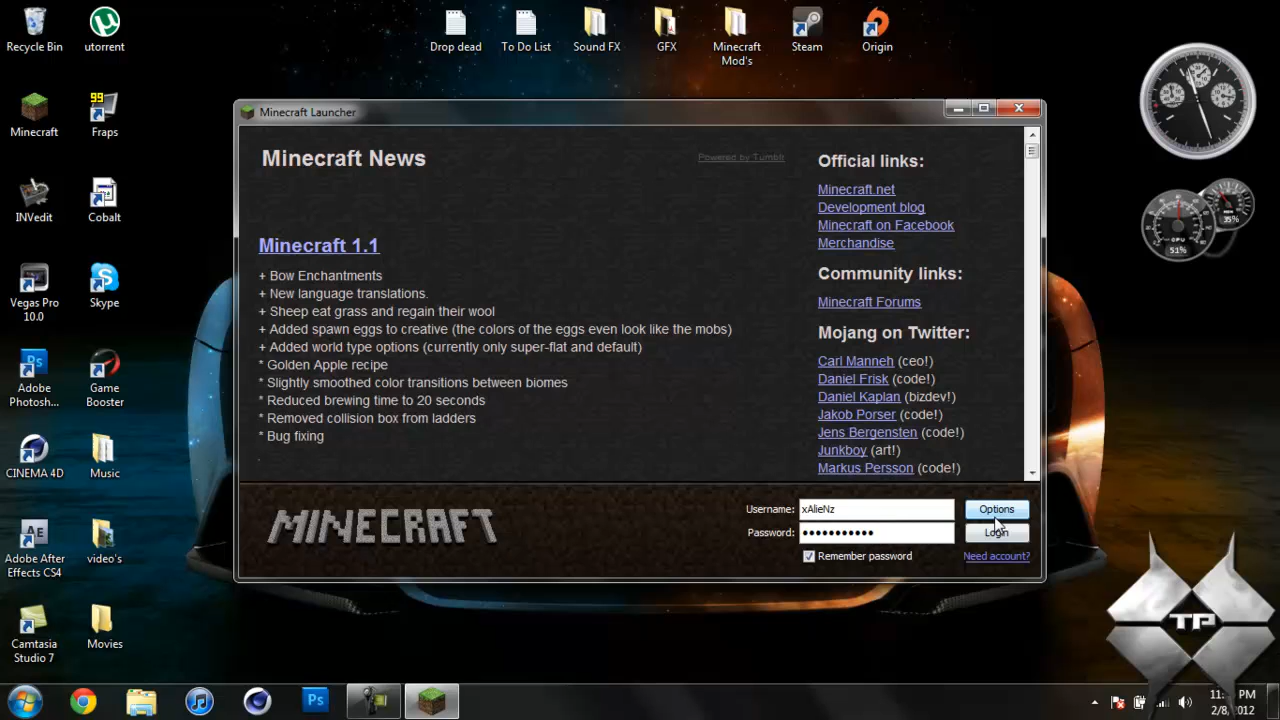 Recycle Bin
utorrent
Drop dead
To Do List
Sound FX
GFX
Minecraft
Mod's
Steam
Origin
Minecraft
99
Fraps
INVedit
Cobalt
Vegas Pro
10.0
Skype
Adobe
Photosh...
Game
Booster
CINEMA 4D
Music
Adobe After
Effects CS4
video's
Camtasia
Studio 7
Movies
Minecraft Launcher
Minecraft News
Powered by Tumblr
Minecraft 1.1
+ Bow Enchantments
+ New language translations.
+ Sheep eat grass and regain their wool
+ Added spawn eggs to creative (the colors of the eggs even look like the mobs)
+ Added world type options (currently only super-flat and default)
* Golden Apple recipe
* Slightly smoothed color transitions between biomes
* Reduced brewing time to 20 seconds
* Removed collision box from ladders
* Bug fixing
Official links:
Minecraft.net
Development blog
Minecraft on Facebook
Merchandise
Community links:
Minecraft Forums
Mojang on Twitter:
Carl Manneh (ceo!)
Daniel Frisk (code!)
Daniel Kaplan (bizdev!)
Jakob Porser (code!)
Jens Bergensten (code!)
Junkboy (art!)
Markus Persson (code!)
MINECRAFT
Username: xAlieNz
Options
Password: ●●●●●●●●●●●
Login
Remember password
Need account?
35%
CPU
51%
TP
Ps
PM
2/8/2012